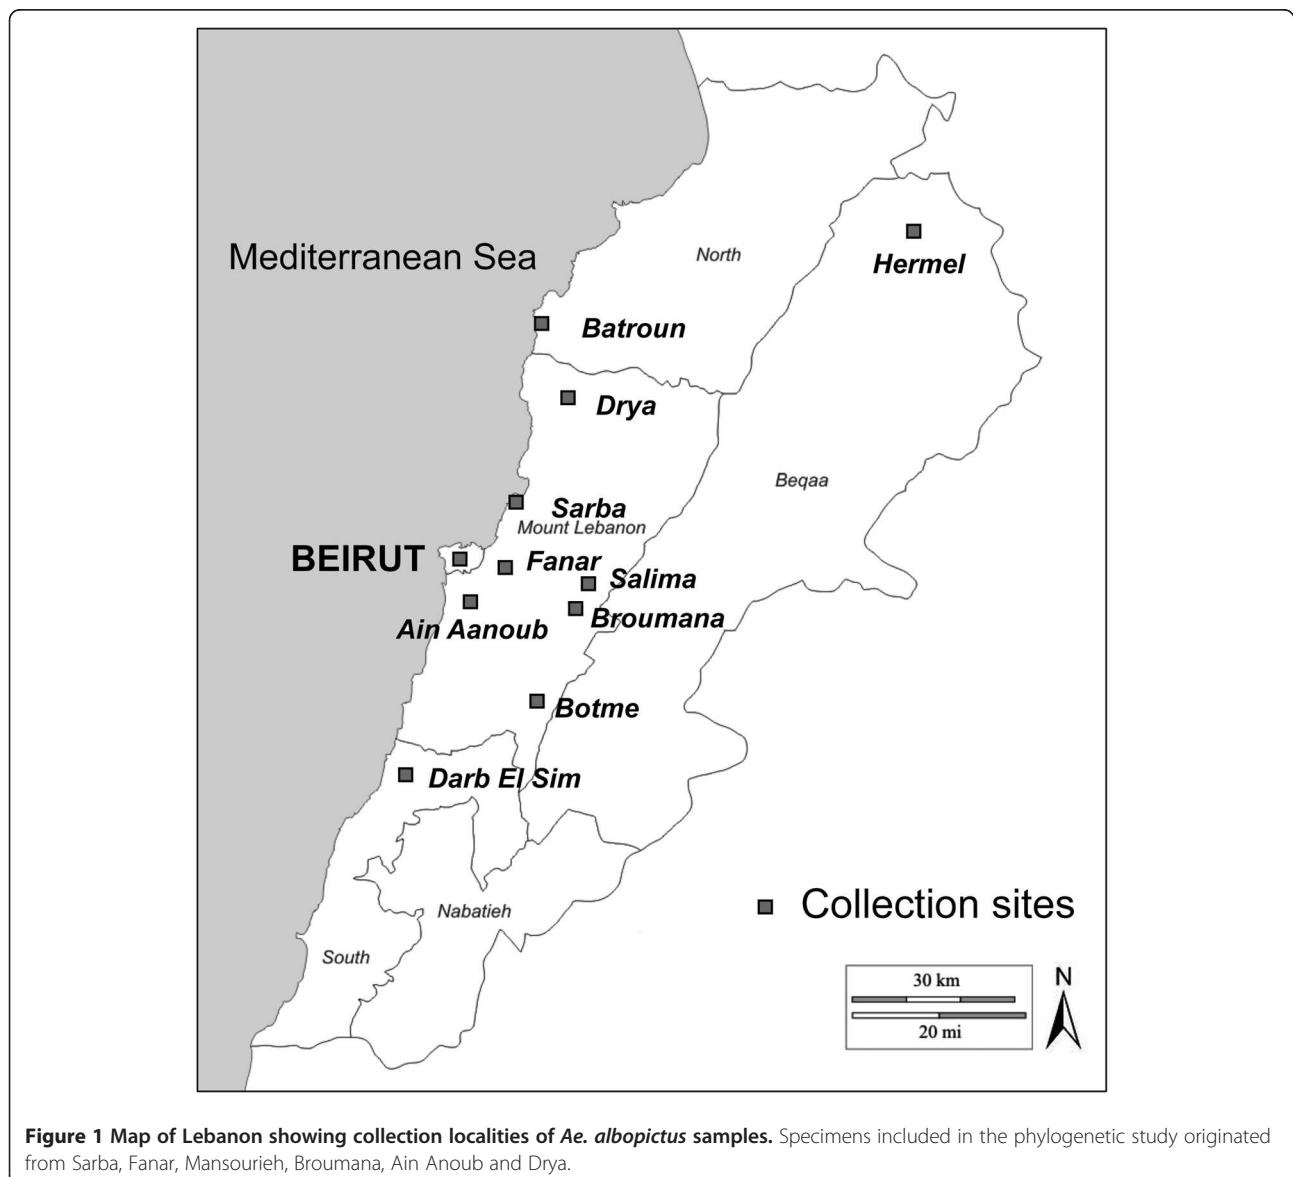 Mediterranean Sea
North
Hermel
Batroun
Drya
Beqaa
Sarba
Mount Lebanon
BEIRUT
Fanar
Salima
Broumana
Ain Aanoub
Botme
Darb El Sim
Collection sites
Nabatieh
South
30 km
20 mi
N
Figure 1 Map of Lebanon showing collection localities of Ae. albopictus samples. Specimens included in the phylogenetic study originated
from Sarba, Fanar, Mansourieh, Broumana, Ain Anoub and Drya.